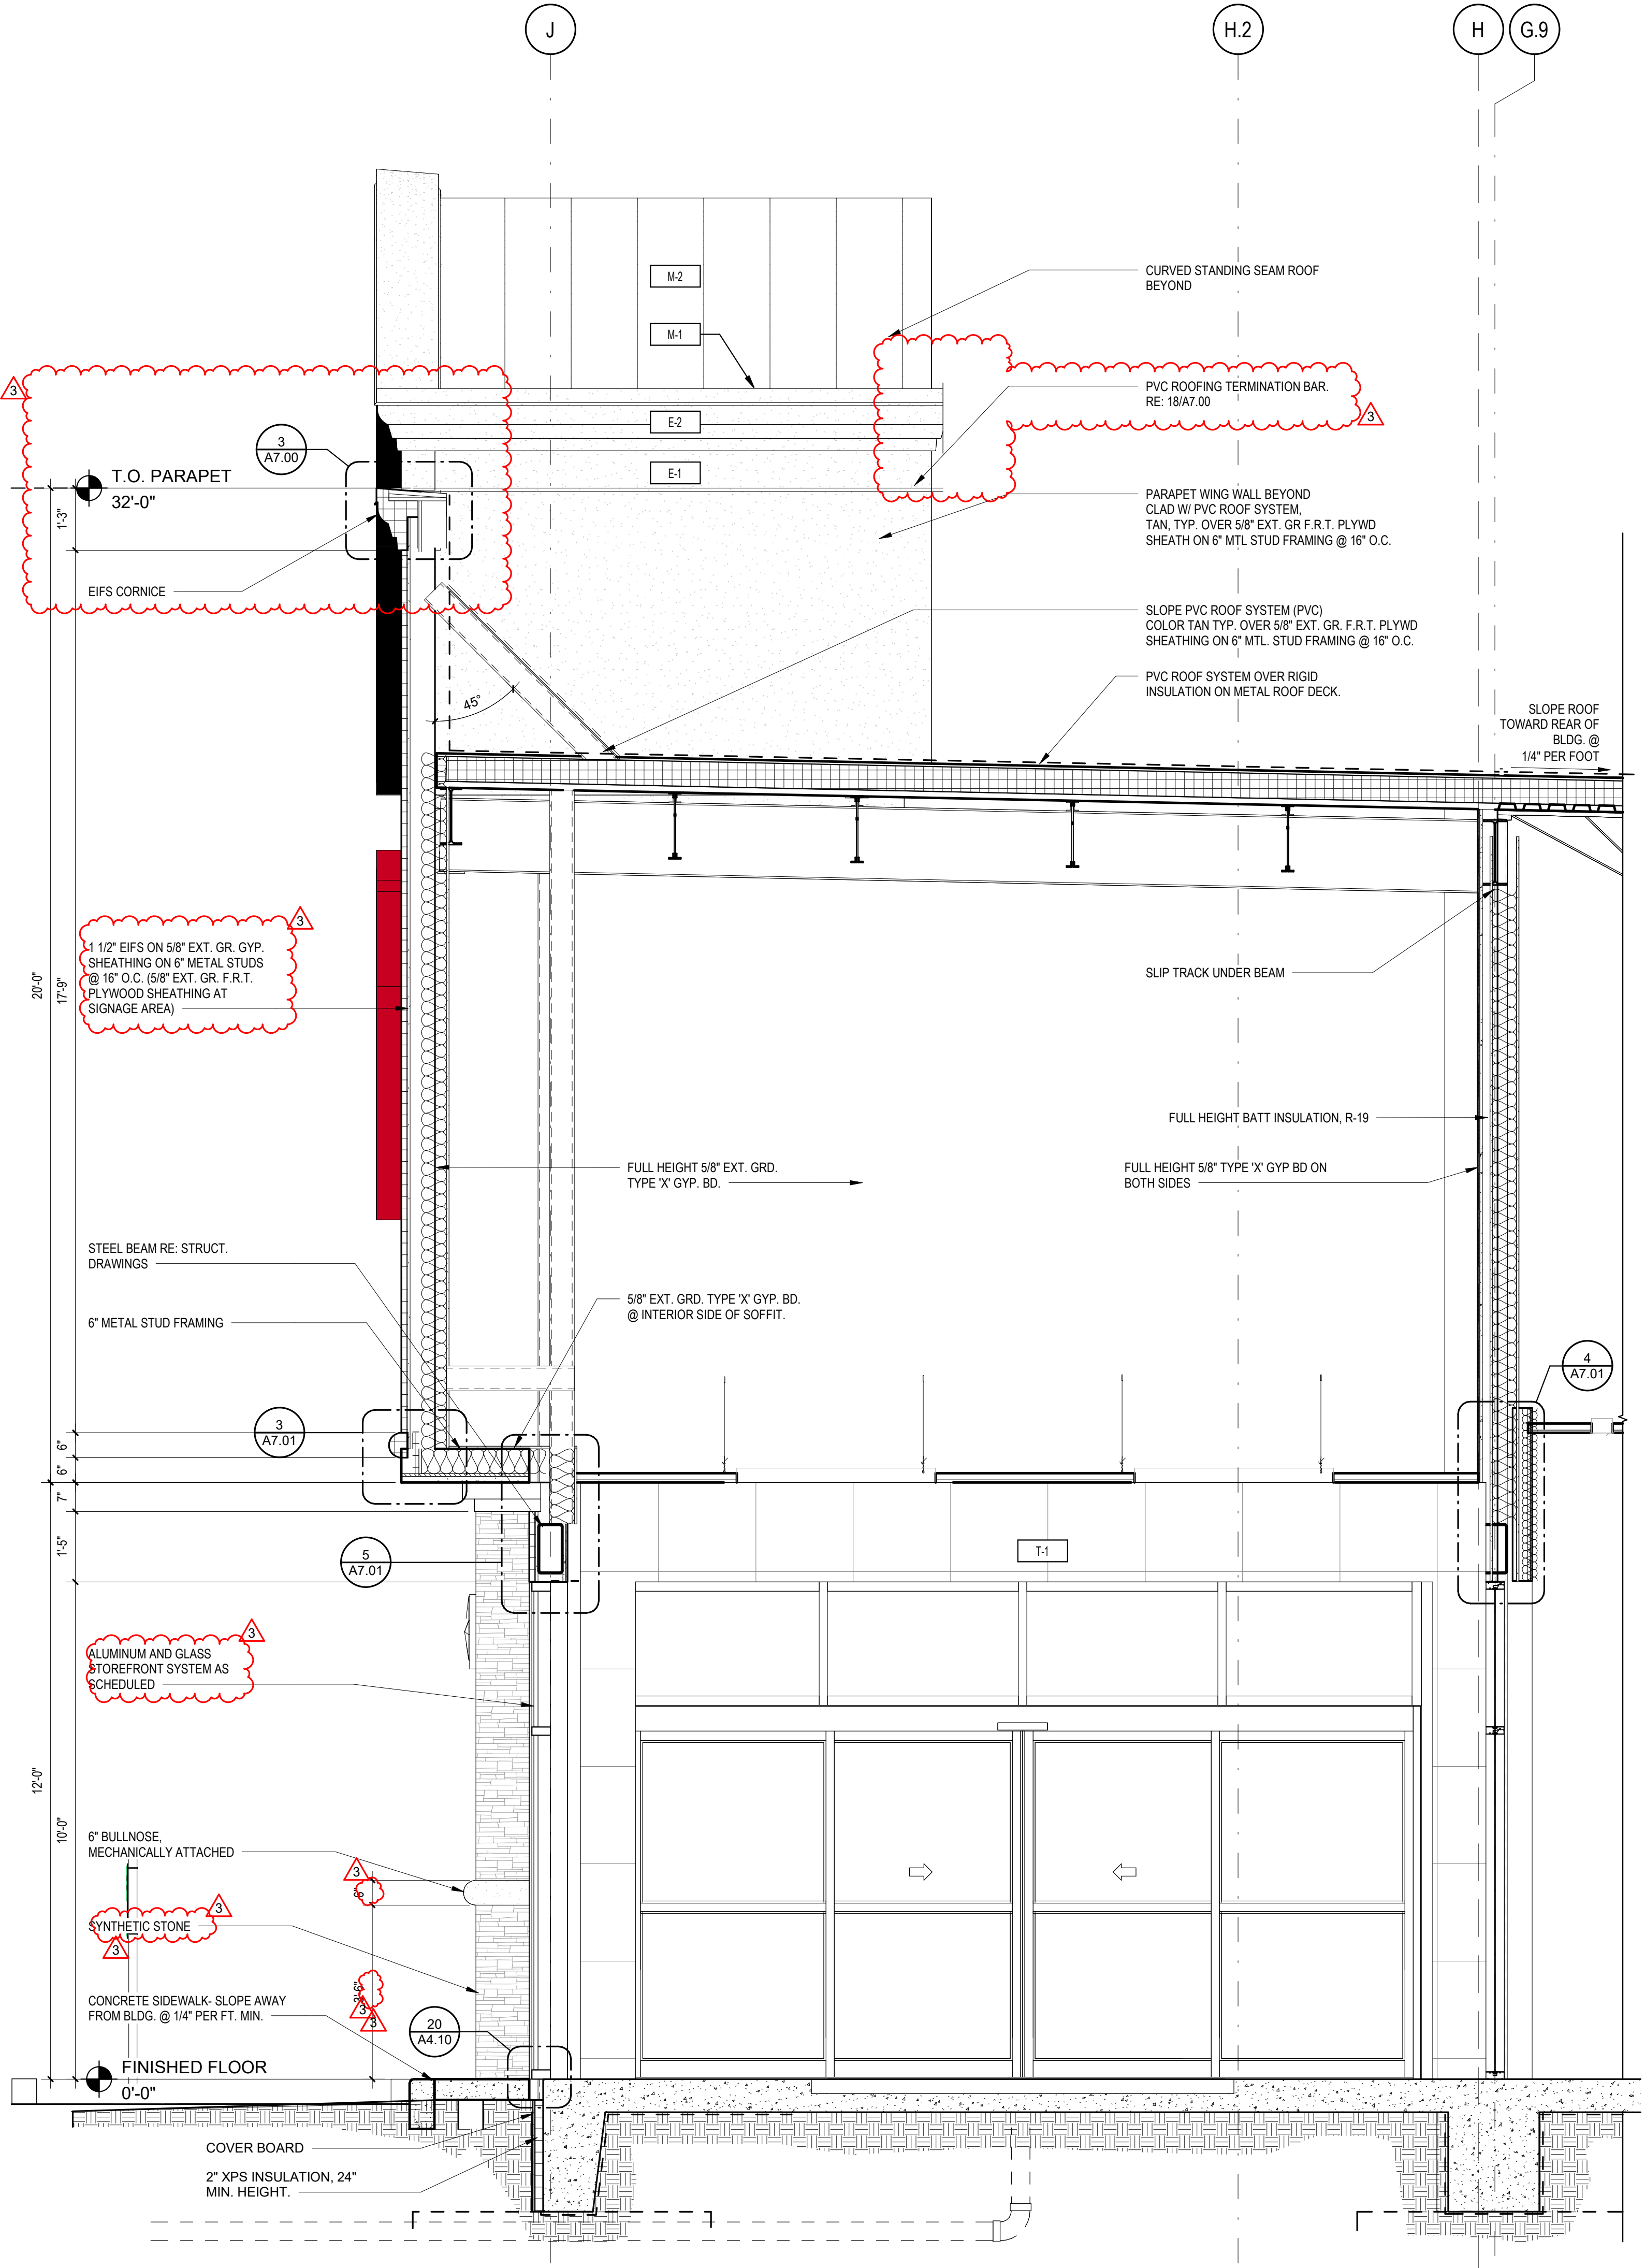 J
H.2
H
G.9
M-2
M-1
E-2
E-1
CURVED STANDING SEAM ROOF
BEYOND
PVC ROOFING TERMINATION BAR.
RE: 18/A7.00
3
3
3
A7.00
T.O. PARAPET
32'-0"
1'-3"
EIFS CORNICE
PARAPET WING WALL BEYOND
CLAD W/ PVC ROOF SYSTEM,
TAN, TYP. OVER 5/8" EXT. GR F.R.T. PLYWD
SHEATH ON 6" MTL STUD FRAMING @ 16" O.C.
SLOPE PVC ROOF SYSTEM (PVC)
COLOR TAN TYP. OVER 5/8" EXT. GR. F.R.T. PLYWD
SHEATHING ON 6" MTL. STUD FRAMING @ 16" O.C.
PVC ROOF SYSTEM OVER RIGID
INSULATION ON METAL ROOF DECK.
45°
SLOPE ROOF
TOWARD REAR OF
BLDG. @
1/4" PER FOOT
3
1 1/2" EIFS ON 5/8" EXT. GR. GYP.
SHEATHING ON 6" METAL STUDS
@ 16" O.C. (5/8" EXT. GR. F.R.T.
PLYWOOD SHEATHING AT
SIGNAGE AREA)
20'-0"
17'-9"
SLIP TRACK UNDER BEAM
FULL HEIGHT BATT INSULATION, R-19
FULL HEIGHT 5/8" EXT. GRD.
TYPE 'X' GYP. BD.
FULL HEIGHT 5/8" TYPE 'X' GYP BD ON
BOTH SIDES
STEEL BEAM RE: STRUCT.
DRAWINGS
5/8" EXT. GRD. TYPE 'X' GYP. BD.
@ INTERIOR SIDE OF SOFFIT.
6" METAL STUD FRAMING
4
A7.01
3
A7.01
6"
6"
7"
1'-5"
5
A7.01
T-1
3
ALUMINUM AND GLASS
STOREFRONT SYSTEM AS
SCHEDULED
12'-0"
10'-0"
6" BULLNOSE,
MECHANICALLY ATTACHED
3
6"
3
SYNTHETIC STONE
3
3'-6"
3
3
CONCRETE SIDEWALK- SLOPE AWAY
FROM BLDG. @ 1/4" PER FT. MIN.
20
A4.10
FINISHED FLOOR
0'-0"
COVER BOARD
2" XPS INSULATION, 24"
MIN. HEIGHT.